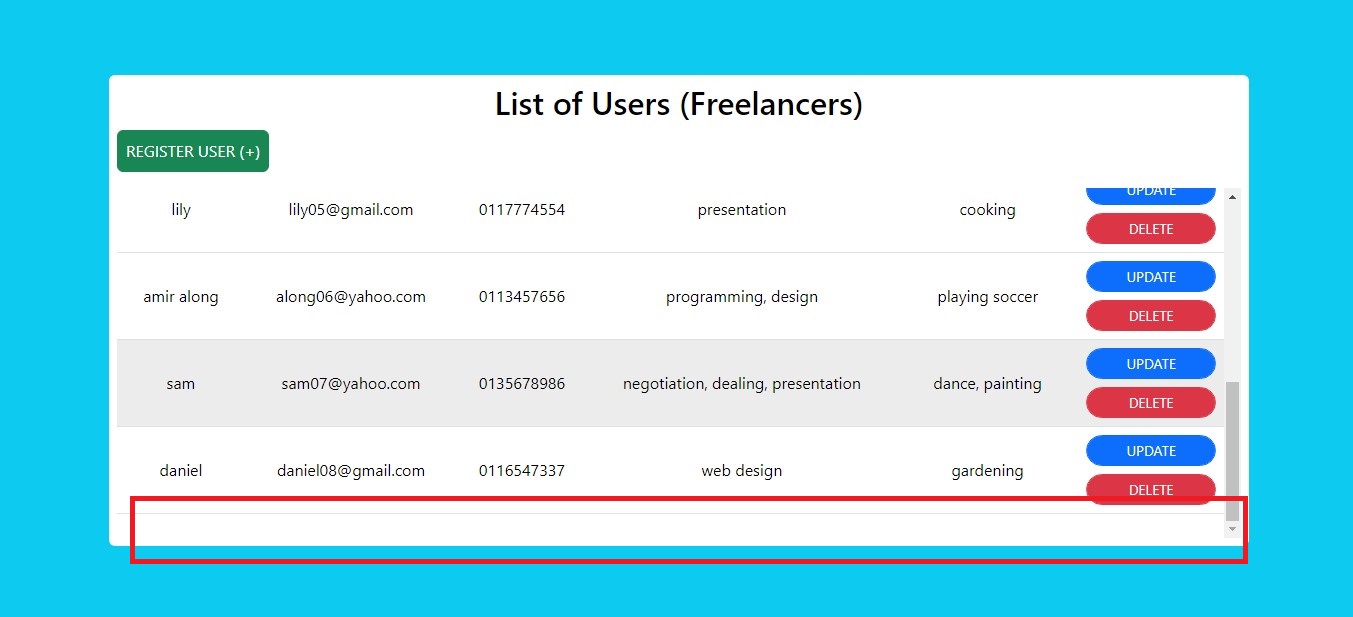 List of Users (Freelancers)
REGISTER USER (+)
UPDATE
lily lily05@gmail.com 0117774554 presentation cooking
DELETE
UPDATE
amir along along06@yahoo.com 0113457656 programming, design playing soccer
DELETE
UPDATE
sam sam07@yahoo.com 0135678986 negotiation, dealing, presentation dance, painting
DELETE
UPDATE
daniel daniel08@gmail.com 0116547337 web design gardening
DELETE